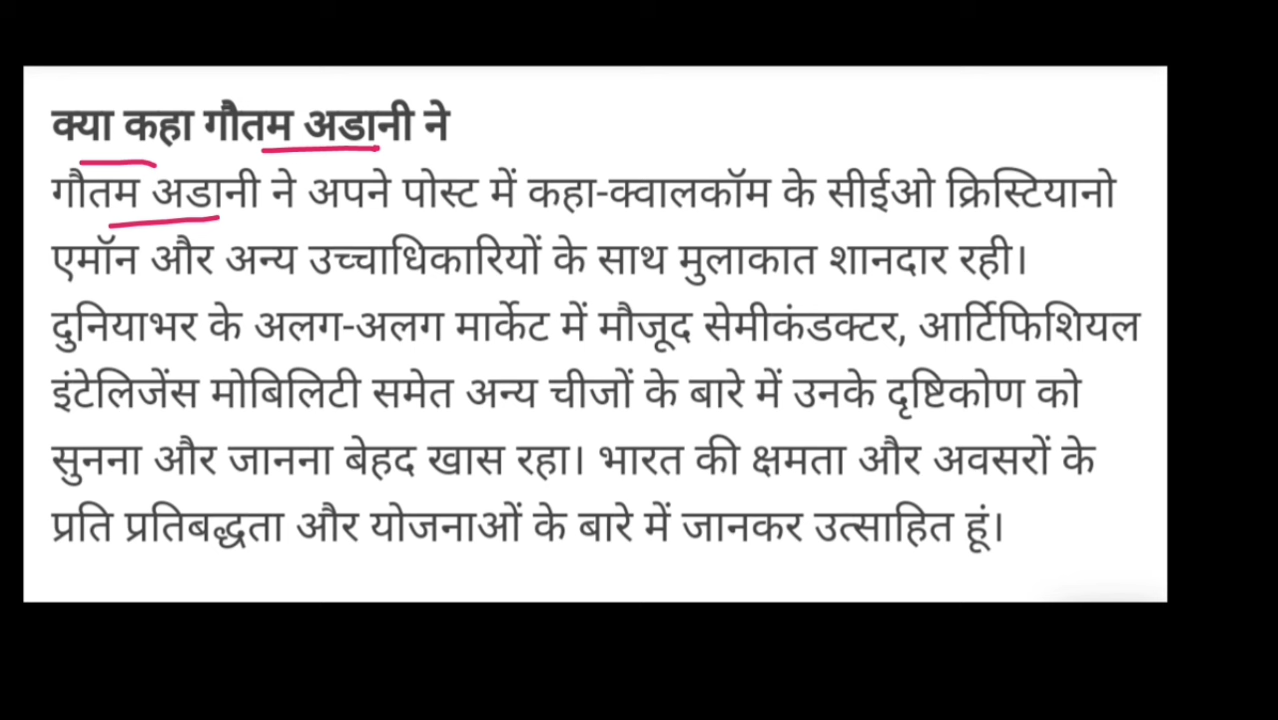 क्या कहा गौतम अडानी ने
गौतम अडानी ने अपने पोस्ट में कहा-क्वालकॉम के सीईओ क्रिस्टियानो
एमॉन और अन्य उच्चाधिकारियों के साथ मुलाकात शानदार रही।
दुनियाभर के अलग-अलग मार्केट में मौजूद सेमीकंडक्टर, आर्टिफिशियल
इंटेलिजेंस मोबिलिटी समेत अन्य चीजों के बारे में उनके दृष्टिकोण को
सुनना और जानना बेहद खास रहा। भारत की क्षमता और अवसरों के
प्रति प्रतिबद्धता और योजनाओं के बारे में जानकर उत्साहित हूं।